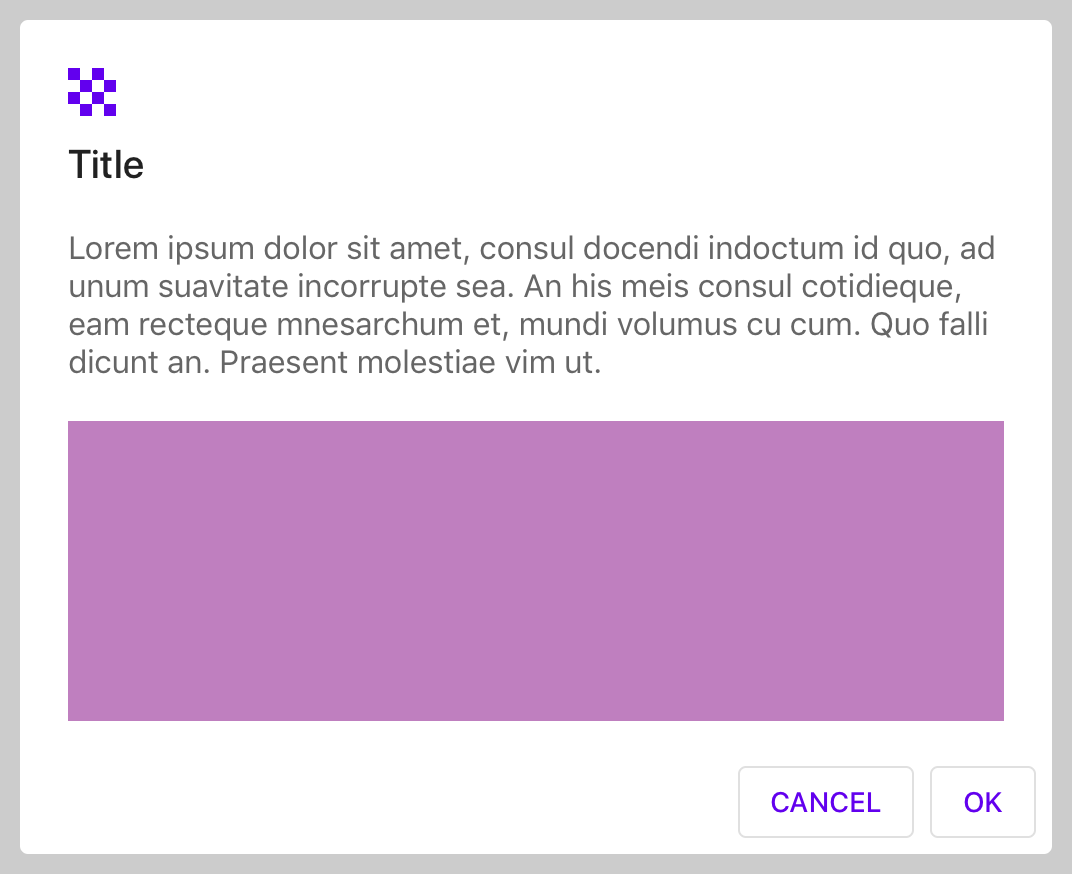 Title
Lorem ipsum dolor sit amet, consul docendi indoctum id quo, ad
unum suavitate incorrupte sea. An his meis consul cotidieque,
eam recteque mnesarchum et, mundi volumus cu cum. Quo falli
dicunt an. Praesent molestiae vim ut.
CANCEL OK